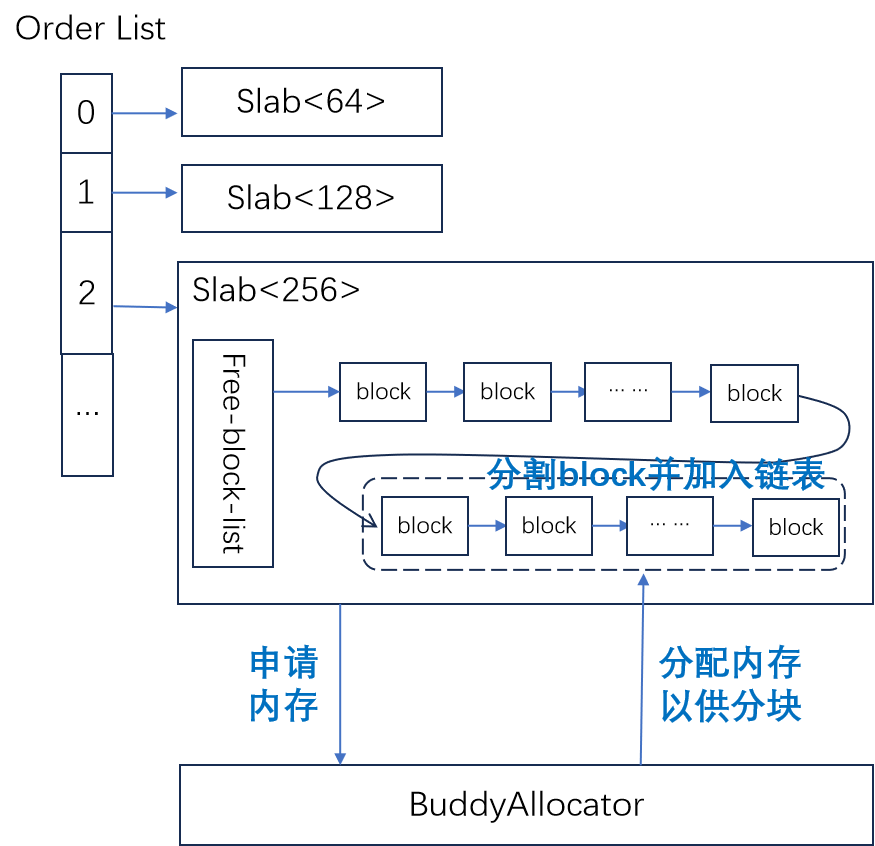 Order List
0
Slab<64>
1
Slab<128>
2
Slab<256>
Free-block-list
block
block
... ...
block
分割block并加入链表
block
block
... ...
block
...
申请
内存
分配内存
以供分块
BuddyAllocator